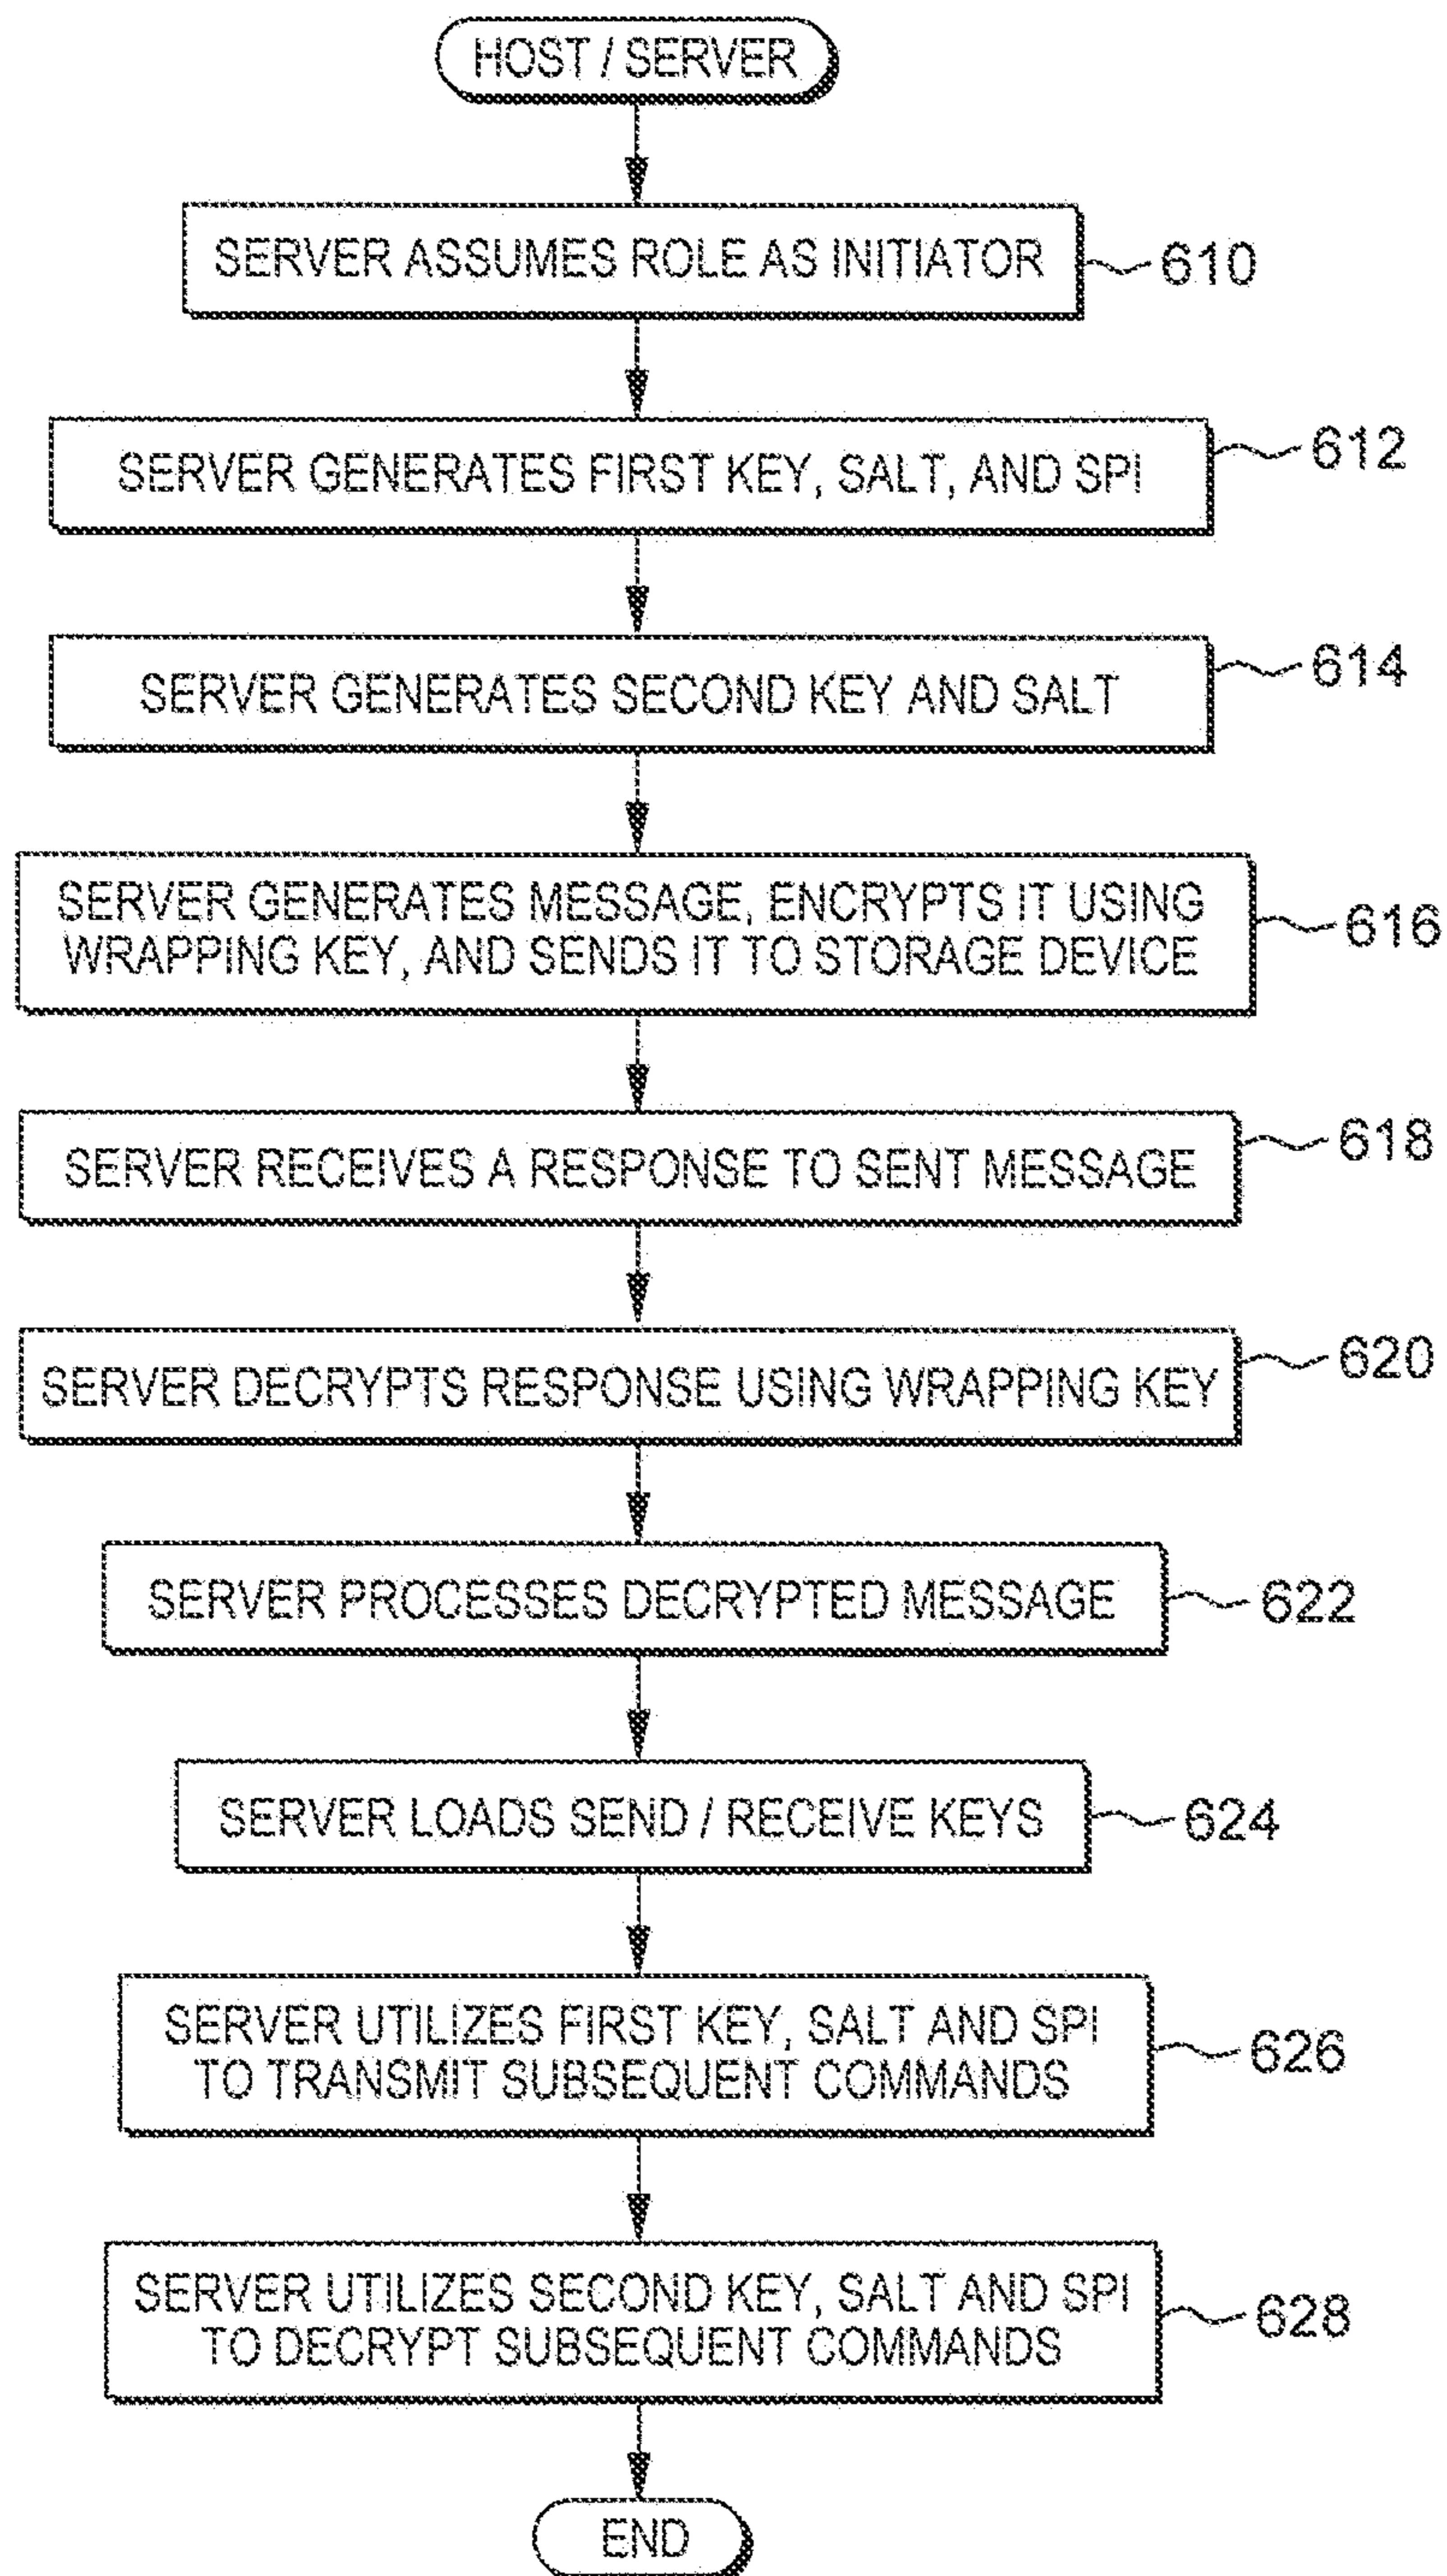 HOST / SERVER
SERVER ASSUMES ROLE AS INITIATOR
610
SERVER GENERATES FIRST KEY, SALT, AND SPI
612
SERVER GENERATES SECOND KEY AND SALT
614
SERVER GENERATES MESSAGE, ENCRYPTS IT USING
WRAPPING KEY, AND SENDS IT TO STORAGE DEVICE
616
SERVER RECEIVES A RESPONSE TO SENT MESSAGE
618
SERVER DECRYPTS RESPONSE USING WRAPPING KEY
620
SERVER PROCESSES DECRYPTED MESSAGE
622
SERVER LOADS SEND / RECEIVE KEYS
624
SERVER UTILIZES FIRST KEY, SALT AND SPI
TO TRANSMIT SUBSEQUENT COMMANDS
626
SERVER UTILIZES SECOND KEY, SALT AND SPI
TO DECRYPT SUBSEQUENT COMMANDS
628
END